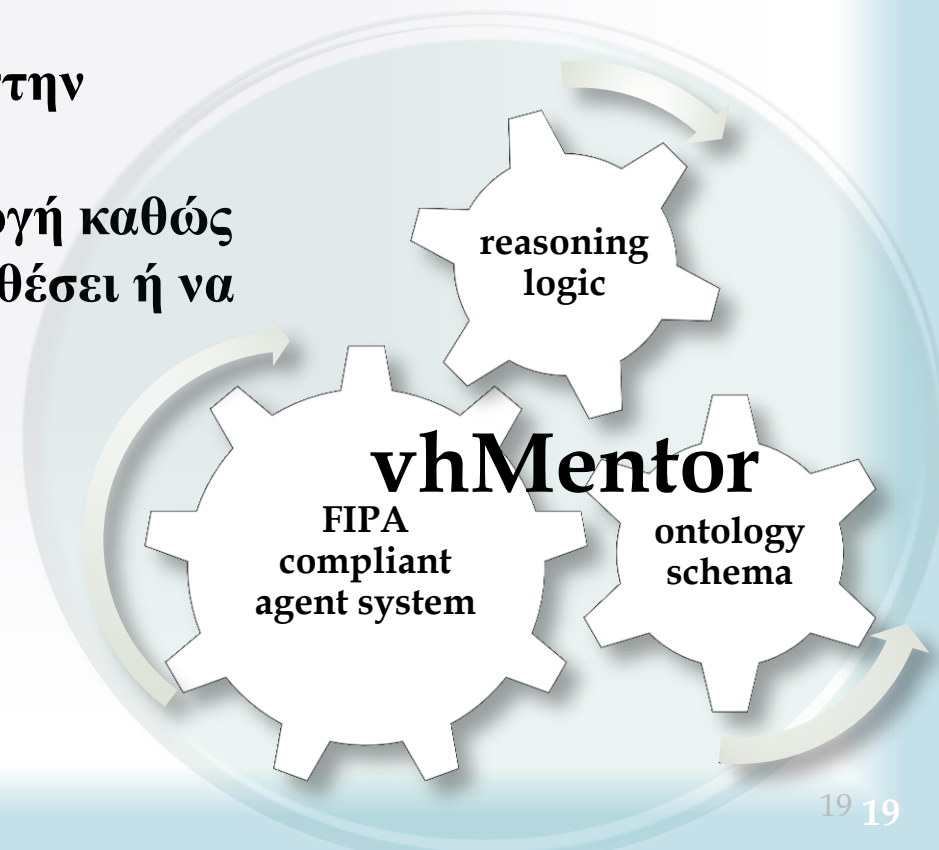 την
γή καθώς
θέσει ή να
reasoning
logic
vhMentor
FIPA
compliant
agent system
ontology
schema
19 19